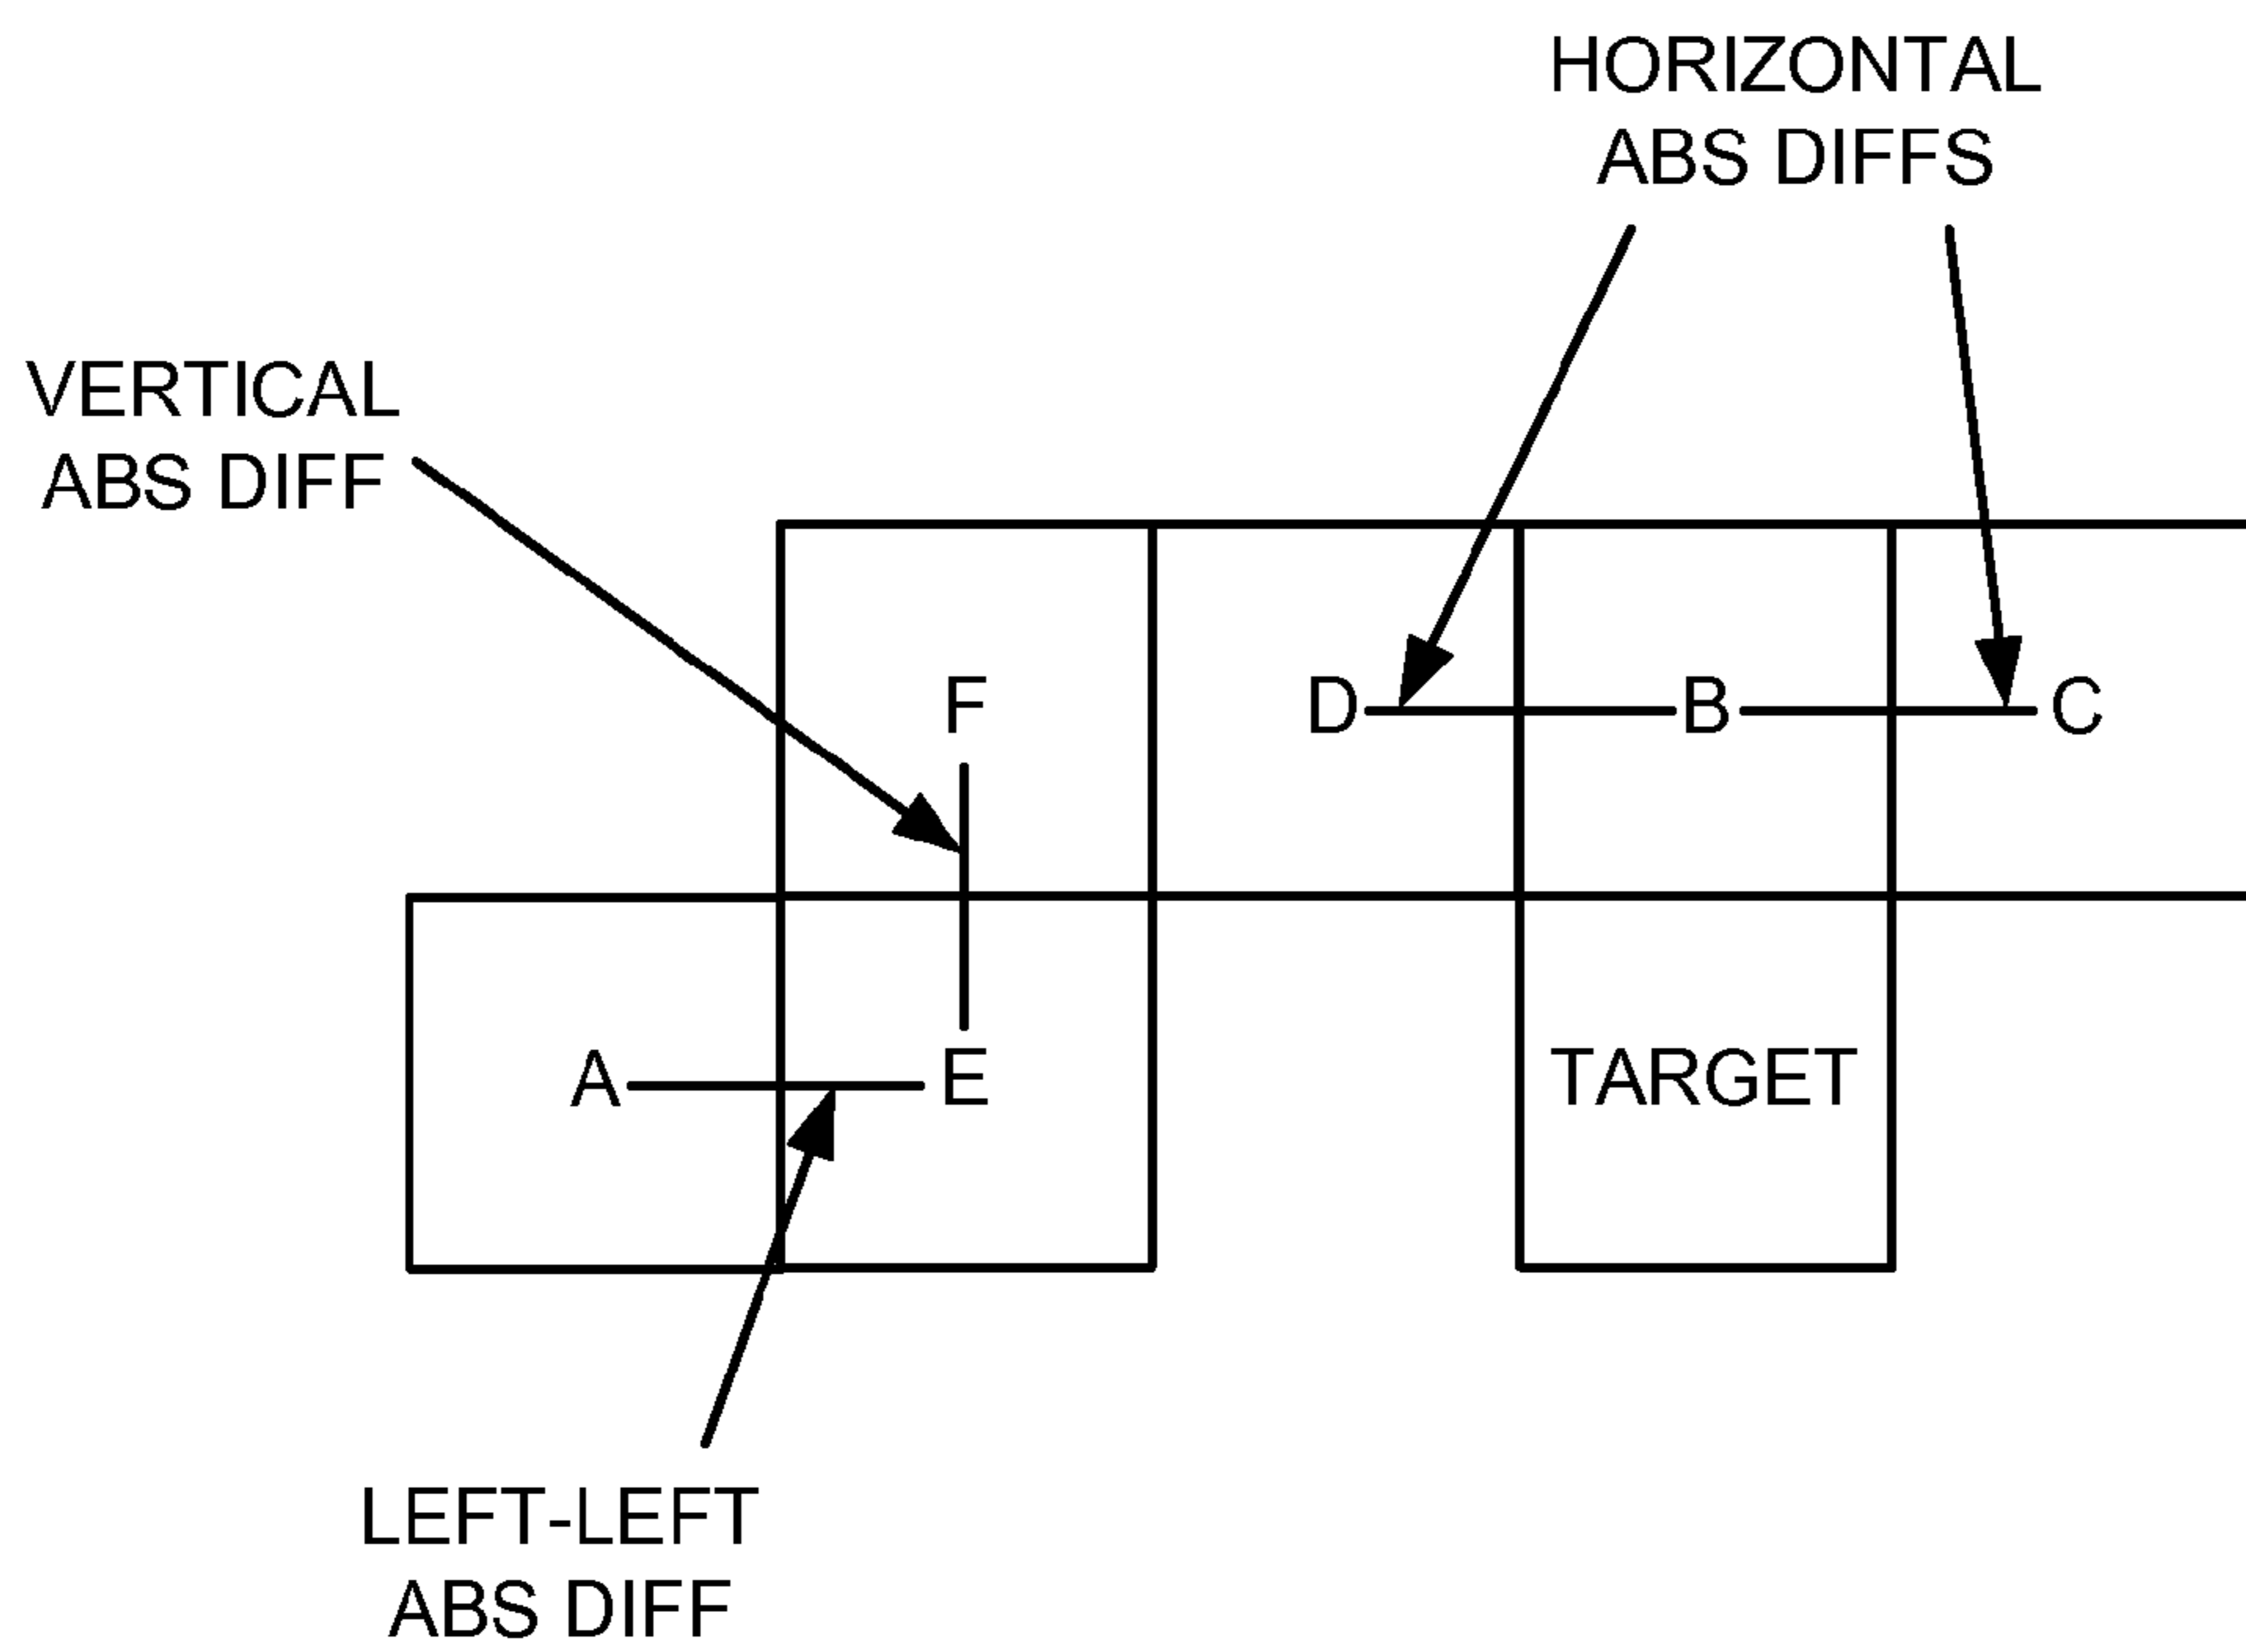 HORIZONTAL
ABS DIFFS
VERTICAL
ABS DIFF
F
D B C
A E TARGET
LEFT-LEFT
ABS DIFF